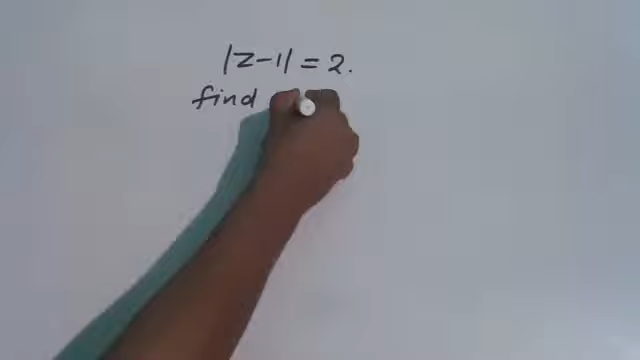 |Z-1| = 2.
find